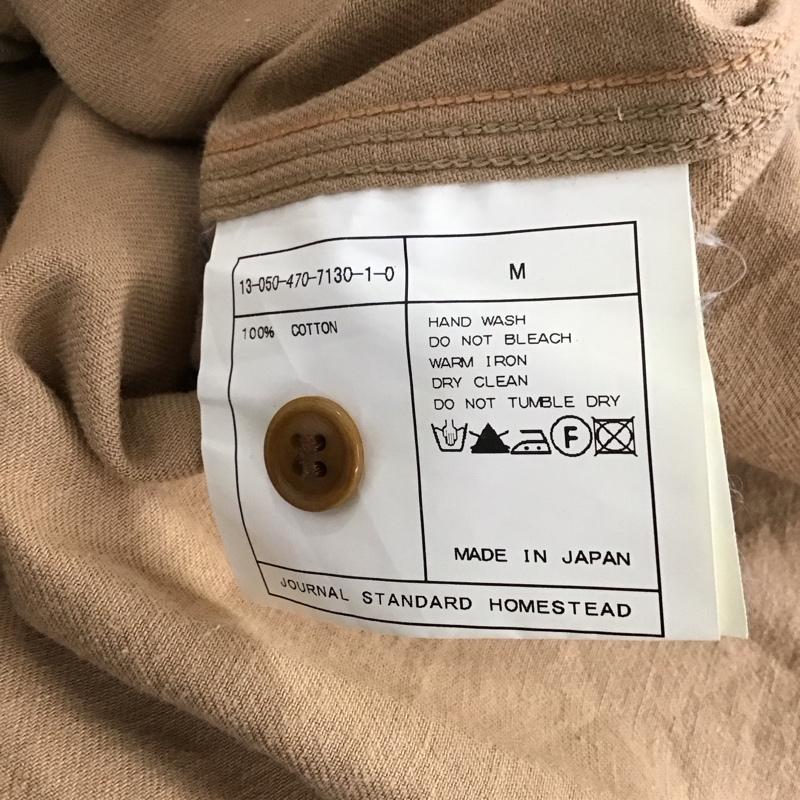 13-050-470-7130-1-0
M
100% COTTON
HAND WASH
DO NOT BLEACH
WARM IRON
DRY CLEAN
DO NOT TUMBLE DRY
F
MADE IN JAPAN
JOURNAL STANDARD HOMESTEAD